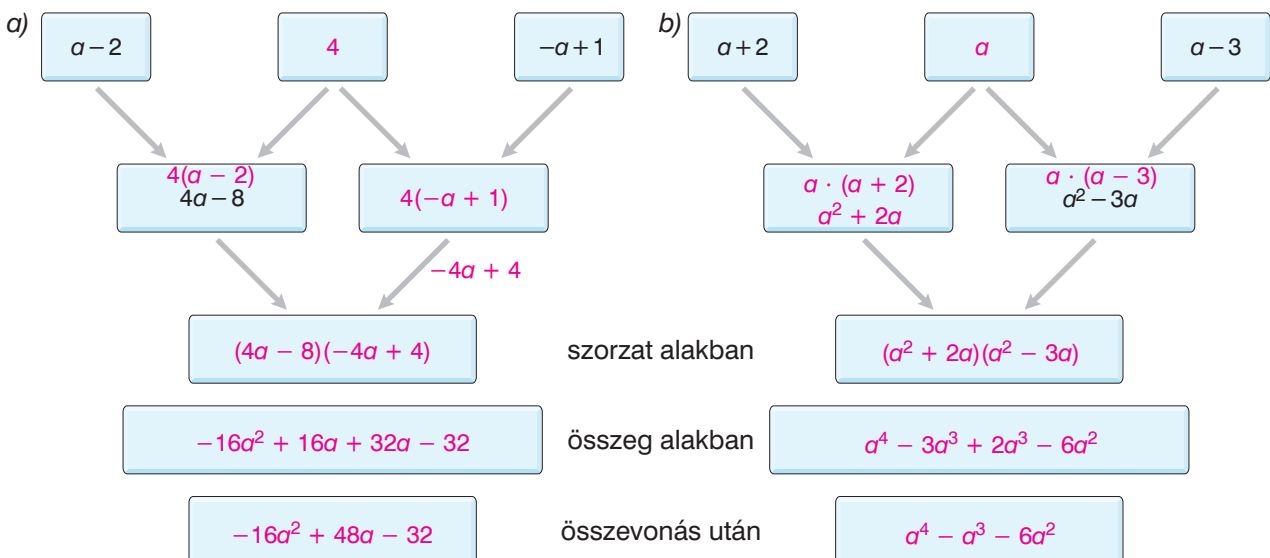 a)
a − 2
4
−a + 1
4(a − 2)
4a − 8
4(−a + 1)
−4a + 4
(4a − 8)(−4a + 4)
−16a² + 16a + 32a − 32
−16a² + 48a − 32
szorzat alakban
összeg alakban
összevonás után
b)
a + 2
a
a − 3
a · (a + 2)
a² + 2a
a · (a − 3)
a² − 3a
(a² + 2a)(a² − 3a)
a⁴ − 3a³ + 2a³ − 6a²
a⁴ − a³ − 6a²